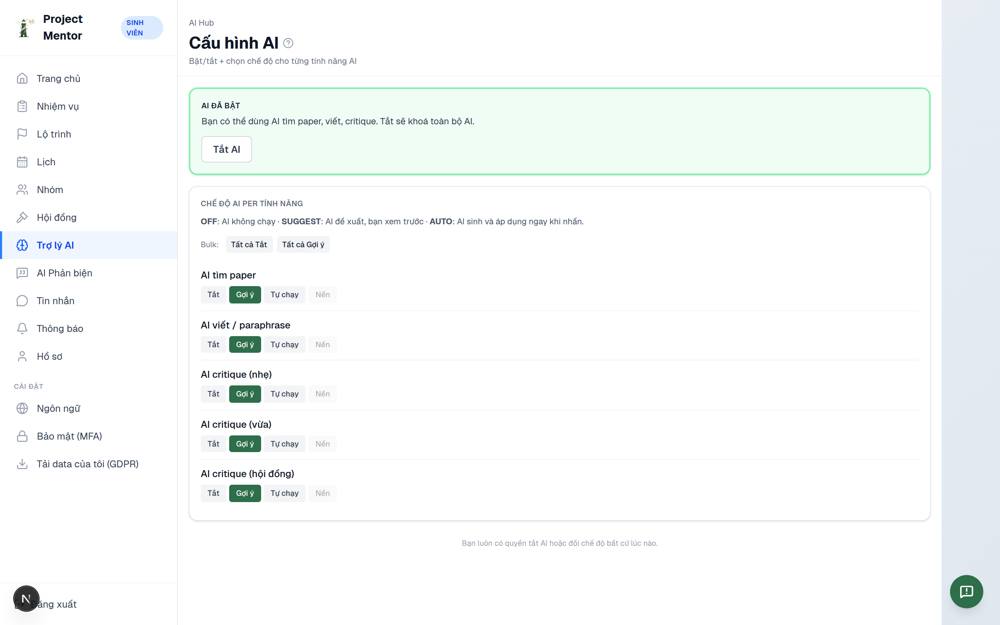 Project
Mentor
SINH
VIÊN
Trang chủ
Nhiệm vụ
Lộ trình
Lịch
Nhóm
Hội đồng
Trợ lý AI
AI Phản biện
Tin nhắn
Thông báo
Hồ sơ
CÀI ĐẶT
Ngôn ngữ
Bảo mật (MFA)
Tải data của tôi (GDPR)
N
Đăng xuất
AI Hub
Cấu hình AI
Bật/tắt + chọn chế độ cho từng tính năng AI
AI ĐÃ BẬT
Bạn có thể dùng AI tìm paper, viết, critique. Tắt sẽ khoá toàn bộ AI.
Tắt AI
CHẾ ĐỘ AI PER TÍNH NĂNG
OFF: AI không chạy · SUGGEST: AI đề xuất, bạn xem trước · AUTO: AI sinh và áp dụng ngay khi nhấn.
Bulk: Tất cả Tắt Tất cả Gợi ý
AI tìm paper
Tắt Gợi ý Tự chạy Nền
AI viết / paraphrase
Tắt Gợi ý Tự chạy Nền
AI critique (nhẹ)
Tắt Gợi ý Tự chạy Nền
AI critique (vừa)
Tắt Gợi ý Tự chạy Nền
AI critique (hội đồng)
Tắt Gợi ý Tự chạy Nền
Bạn luôn có quyền tắt AI hoặc đổi chế độ bất cứ lúc nào.